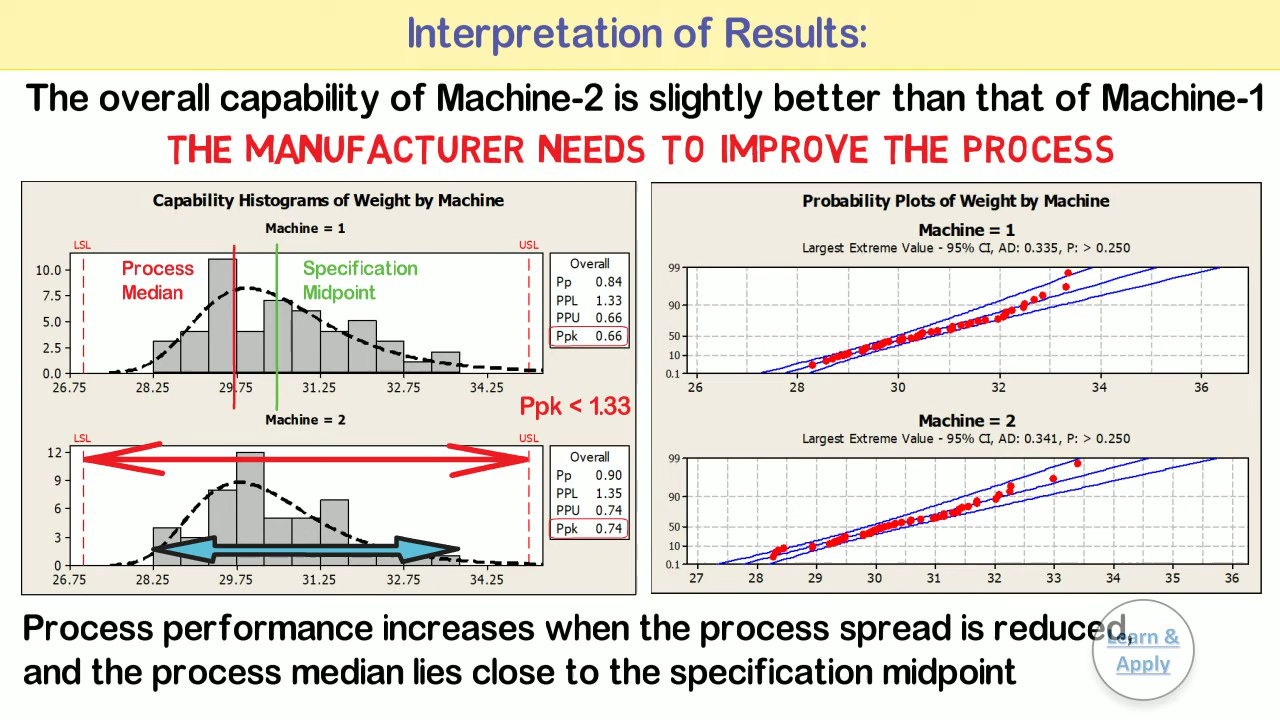 Interpretation of Results:
The overall capability of Machine-2 is slightly better than that of Machine-1
THE MANUFACTURER NEEDS TO IMPROVE THE PROCESS
Capability Histograms of Weight by Machine
Machine = 1
LSL
USL
Process
Median
Specification
Midpoint
10.0
7.5
5.0
2.5
0.0
26.75 28.25 29.75 31.25 32.75 34.25
Overall
Pp 0.84
PPL 1.33
PPU 0.66
Ppk 0.66
Ppk < 1.33
Machine = 2
LSL
USL
12
9
6
3
0
26.75 28.25 29.75 31.25 32.75 34.25
Overall
Pp 0.90
PPL 1.35
PPU 0.74
Ppk 0.74
Probability Plots of Weight by Machine
Machine = 1
Largest Extreme Value - 95% CI, AD: 0.335, P: > 0.250
99
90
50
10
0.1
26 28 30 32 34 36
Machine = 2
Largest Extreme Value - 95% CI, AD: 0.341, P: > 0.250
99
90
50
10
0.1
27 28 29 30 31 32 33 34 35 36
Process performance increases when the process spread is reduced,
and the process median lies close to the specification midpoint
Learn &
Apply